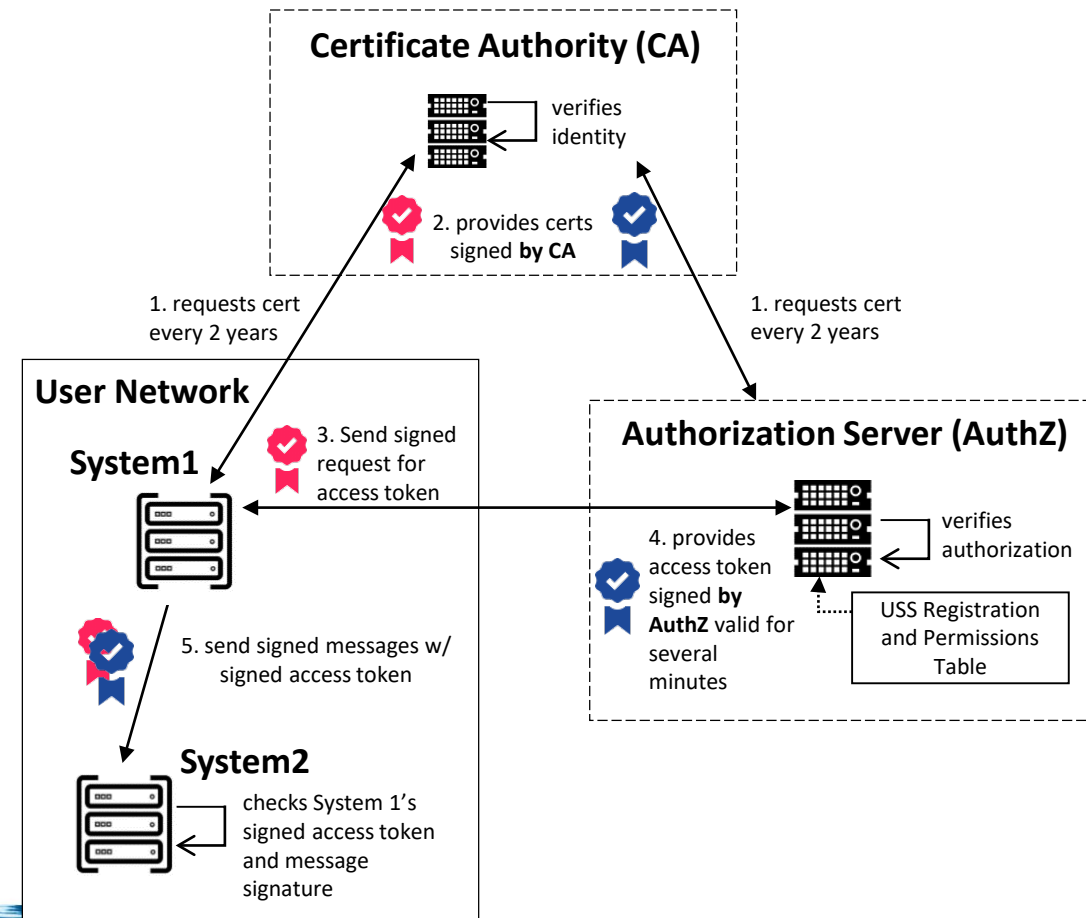 Certificate Authority (CA)
verifies
identity
2. provides certs
signed by CA
1. requests cert
every 2 years
1. requests cert
every 2 years
User Network
System1
3. Send signed
request for
access token
Authorization Server (AuthZ)
verifies
authorization
4. provides
access token
signed by
AuthZ valid for
several
minutes
USS Registration
and Permissions
Table
5. send signed messages w/
signed access token
System2
checks System 1's
signed access token
and message
signature